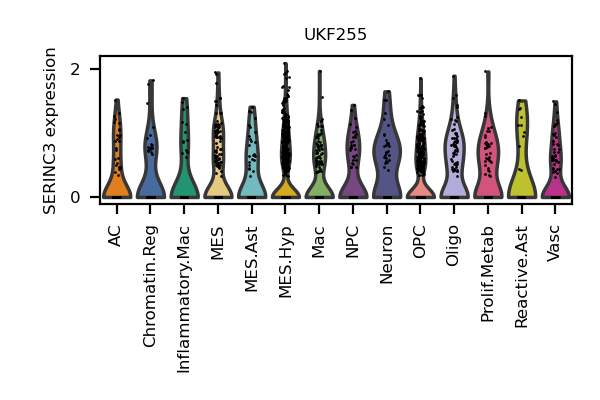 UKF255
SERINC3 expression
2
0
AC
Chromatin.Reg
Inflammatory.Mac
MES
MES.Ast
MES.Hyp
Mac
NPC
Neuron
OPC
Oligo
Prolif.Metab
Reactive.Ast
Vasc